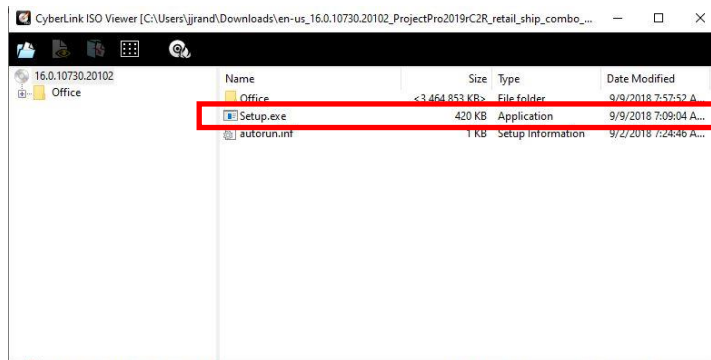 CyberLink ISO Viewer [C:\Users\jjrand\Downloads\en-us_16.0.10730.20102_ProjectPro2019rC2R_retail_ship_combo_...
16.0.10730.20102
Office
Name Size Type Date Modified
Office <3 464 853 KB> File folder 9/9/2018 7:57:52 A...
Setup.exe 420 KB Application 9/9/2018 7:09:04 A...
autorun.inf 1 KB Setup Information 9/2/2018 7:24:46 A...